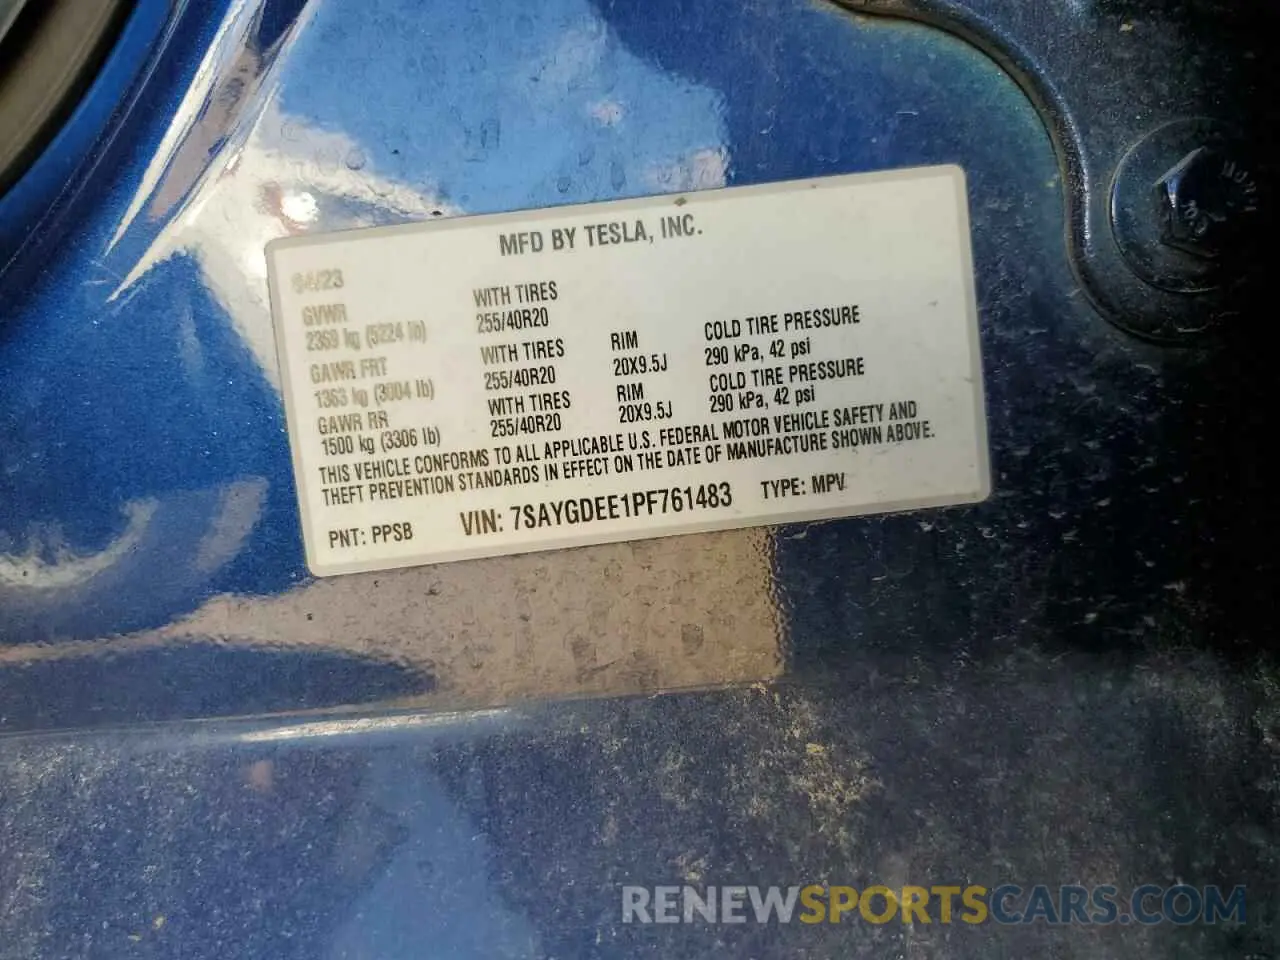 MFD BY TESLA, INC.
04/23
GVWR
2369 kg (5224 lb)
WITH TIRES
255/40R20
GAWR FRT
1363 kg (3004 lb)
WITH TIRES
255/40R20
RIM
20X9.5J
COLD TIRE PRESSURE
290 kPa, 42 psi
GAWR RR
1500 kg (3306 lb)
WITH TIRES
255/40R20
RIM
20X9.5J
COLD TIRE PRESSURE
290 kPa, 42 psi
THIS VEHICLE CONFORMS TO ALL APPLICABLE U.S. FEDERAL MOTOR VEHICLE SAFETY AND
THEFT PREVENTION STANDARDS IN EFFECT ON THE DATE OF MANUFACTURE SHOWN ABOVE.
PNT: PPSB VIN: 7SAYGDEE1PF761483 TYPE: MPV
RENEWSPORTSCARS.COM